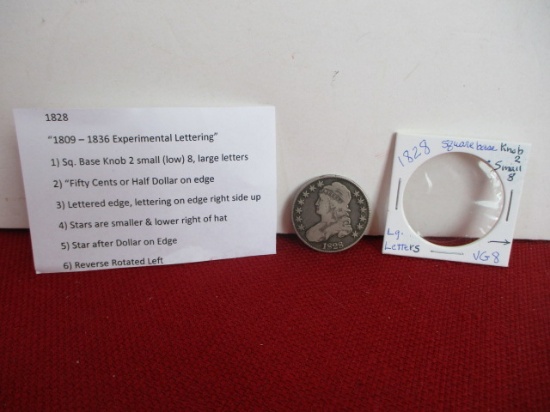 1828
"1809 – 1836 Experimental Lettering"
1) Sq. Base Knob 2 small (low) 8, large letters
2) "Fifty Cents or Half Dollar on edge
3) Lettered edge, lettering on edge right side up
4) Stars are smaller & lower right of hat
5) Star after Dollar on Edge
6) Reverse Rotated Left
1828
1828 square base Knob
2
Small
8
Lg.
Letters
VG8